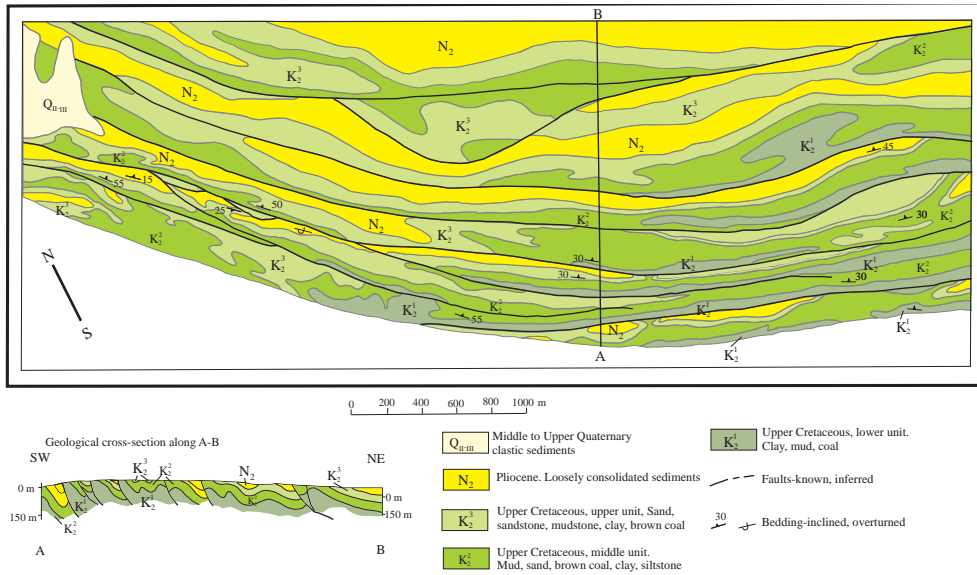 B
N₂
K₂²
K₂³
Q_II-III
N₂
K₂³
K₂³
K₂¹
45
K₂²
N₂
55
15
K₂³
50
25
K₂²
N₂
K₂³
K₂²
30
K₂²
N
S
K₂³
30
30
K₂¹
K₂¹
K₂²
30
K₂¹
K₂²
55
K₂¹
N₂
K₂¹
K₂¹
A
0 200 400 600 800 1000 m
Geological cross-section along A-B
SW
NE
K₂³
K₂²
N₂
K₂³
0 m
0 m
K₂¹
K₂¹
K₂²
150 m
150 m
K₂²
A
B
Q_II-III Middle to Upper Quaternary
clastic sediments
N₂ Pliocene. Loosely consolidated sediments
K₂³ Upper Cretaceous, upper unit, Sand,
sandstone, mudstone, clay, brown coal
K₂² Upper Cretaceous, middle unit.
Mud, sand, brown coal, clay, siltstone
K₂¹ Upper Cretaceous, lower unit.
Clay, mud, coal
Faults-known, inferred
30
Bedding-inclined, overturned